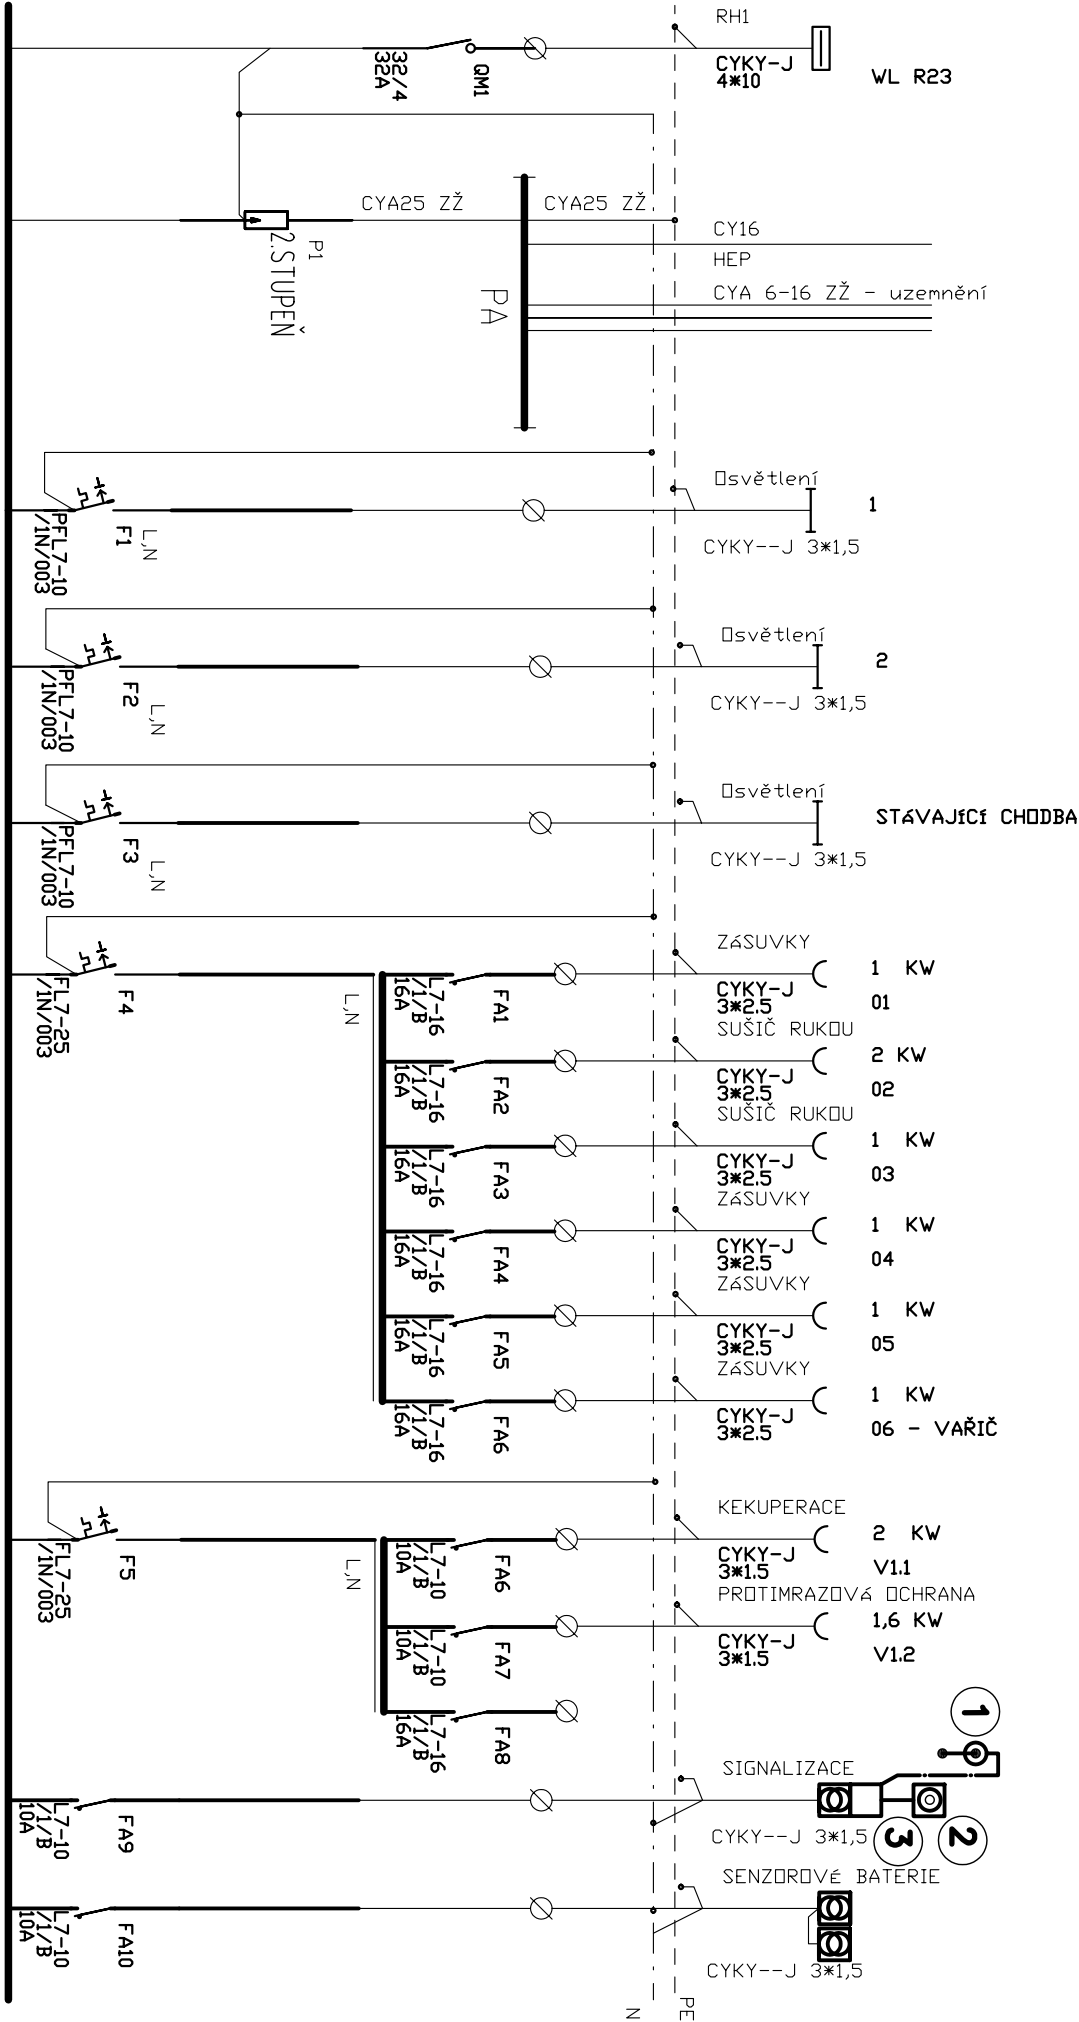 RH1
CYKY-J
4*10
WL R23
32/4
32A
QM1
CYA25 ZŽ
CYA25 ZŽ
CY16
HEP
CYA 6-16 ZŽ - uzemnění
P1
2.STUPEŇ
PA
Osvětlení
1
CYKY--J 3*1,5
L,N
F1
PFL7-10
/1N/003
Osvětlení
2
CYKY--J 3*1,5
L,N
F2
PFL7-10
/1N/003
Osvětlení
STáVAJíCí CHODBA
CYKY--J 3*1,5
L,N
F3
PFL7-10
/1N/003
F4
FL7-25
/1N/003
L,N
ZáSUVKY
1 KW
CYKY-J
3*2.5
01
FA1
L7-16
/1/B
16A
SUŠIČ RUKOU
2 KW
CYKY-J
3*2.5
02
FA2
L7-16
/1/B
16A
SUŠIČ RUKOU
1 KW
CYKY-J
3*2.5
03
FA3
L7-16
/1/B
16A
ZáSUVKY
1 KW
CYKY-J
3*2.5
04
FA4
L7-16
/1/B
16A
ZáSUVKY
1 KW
CYKY-J
3*2.5
05
FA5
L7-16
/1/B
16A
ZáSUVKY
1 KW
CYKY-J
3*2.5
06 - VAŘIČ
FA6
L7-16
/1/B
16A
F5
FL7-25
/1N/003
L,N
KEKUPERACE
2 KW
CYKY-J
3*1.5
V1.1
FA6
L7-10
/1/B
10A
PROTIMRAZOVá OCHRANA
1,6 KW
CYKY-J
3*1.5
V1.2
FA7
L7-10
/1/B
10A
FA8
L7-16
/1/B
16A
1
SIGNALIZACE
CYKY--J 3*1,5
3
2
FA9
L7-10
/1/B
10A
SENZOROVé BATERIE
CYKY--J 3*1,5
FA10
L7-10
/1/B
10A
PE
N